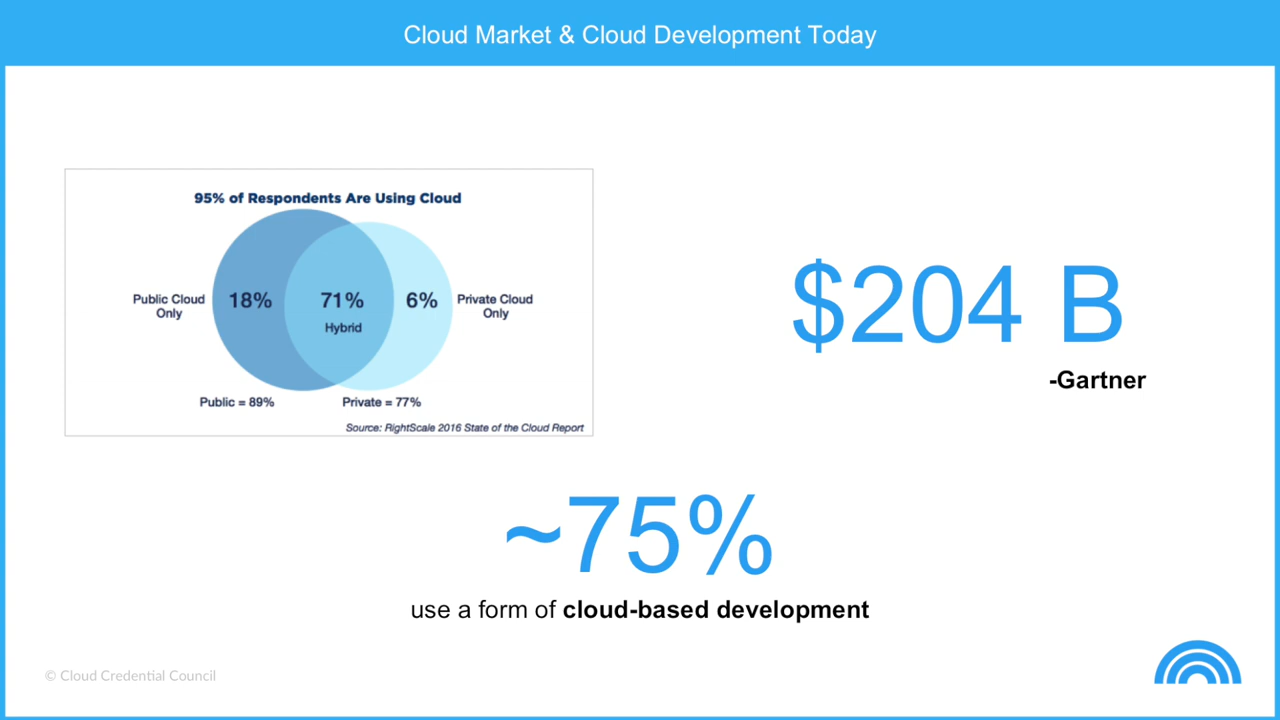 Cloud Market & Cloud Development Today
95% of Respondents Are Using Cloud
Public Cloud
Only
18%
71%
Hybrid
6%
Private Cloud
Only
Public = 89%
Private = 77%
Source: RightScale 2016 State of the Cloud Report
$204 B
-Gartner
~75%
use a form of cloud-based development
© Cloud Credential Council